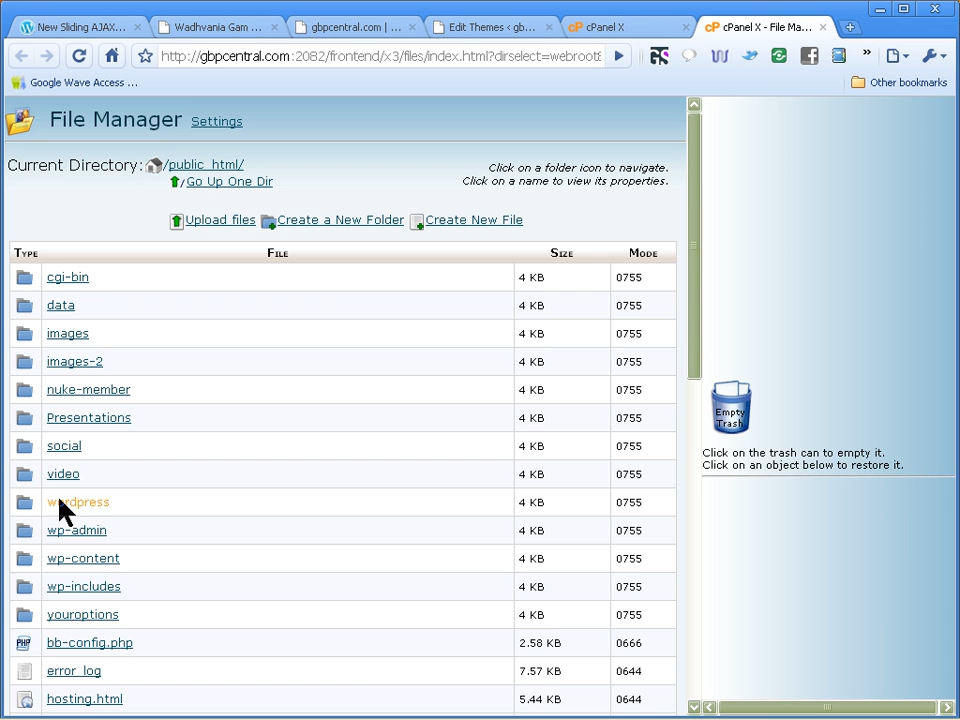 New Sliding AJAX...
Wadhvania Gam ...
gbpcentral.com | ...
Edit Themes ‹ gb...
cPanel X
cPanel X - File Ma...
http://gbpcentral.com:2082/frontend/x3/files/index.html?dirselect=webroot&
Google Wave Access ...
Other bookmarks
File Manager Settings
Current Directory: /public_html/
/Go Up One Dir
Click on a folder icon to navigate.
Click on a name to view its properties.
Upload files Create a New Folder Create New File
Type File Size Mode
cgi-bin 4 KB 0755
data 4 KB 0755
images 4 KB 0755
images-2 4 KB 0755
nuke-member 4 KB 0755
Presentations 4 KB 0755
social 4 KB 0755
video 4 KB 0755
wordpress 4 KB 0755
wp-admin 4 KB 0755
wp-content 4 KB 0755
wp-includes 4 KB 0755
youroptions 4 KB 0755
PHP bb-config.php 2.58 KB 0666
error_log 7.57 KB 0644
hosting.html 5.44 KB 0644
Empty
Trash
Click on the trash can to empty it.
Click on an object below to restore it.